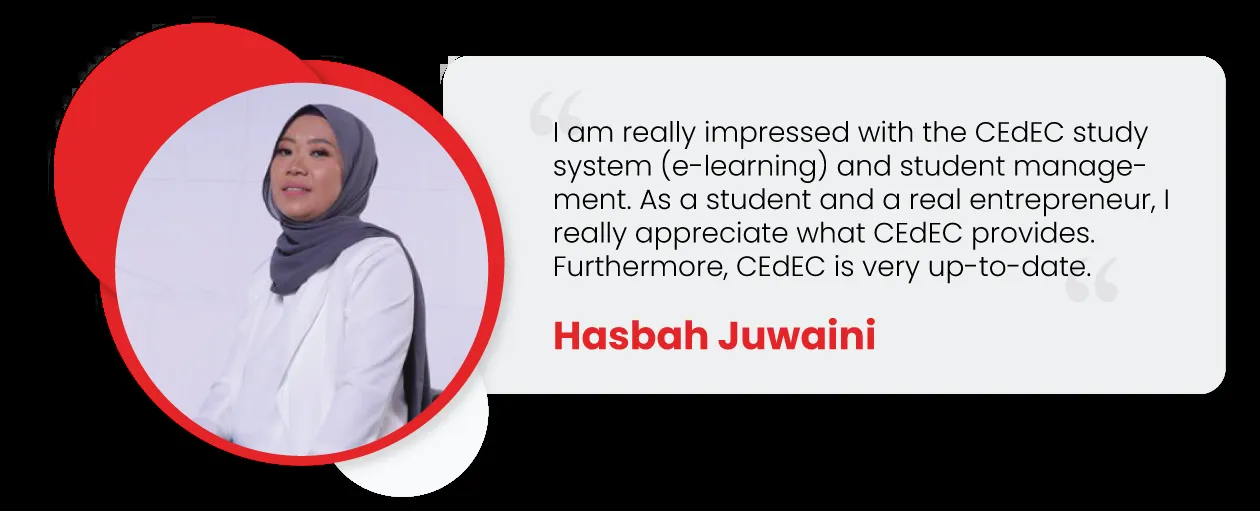 I am really impressed with the CEdEC study
system (e-learning) and student manage-
ment. As a student and a real entrepreneur, I
really appreciate what CEdEC provides.
Furthermore, CEdEC is very up-to-date.
Hasbah Juwaini